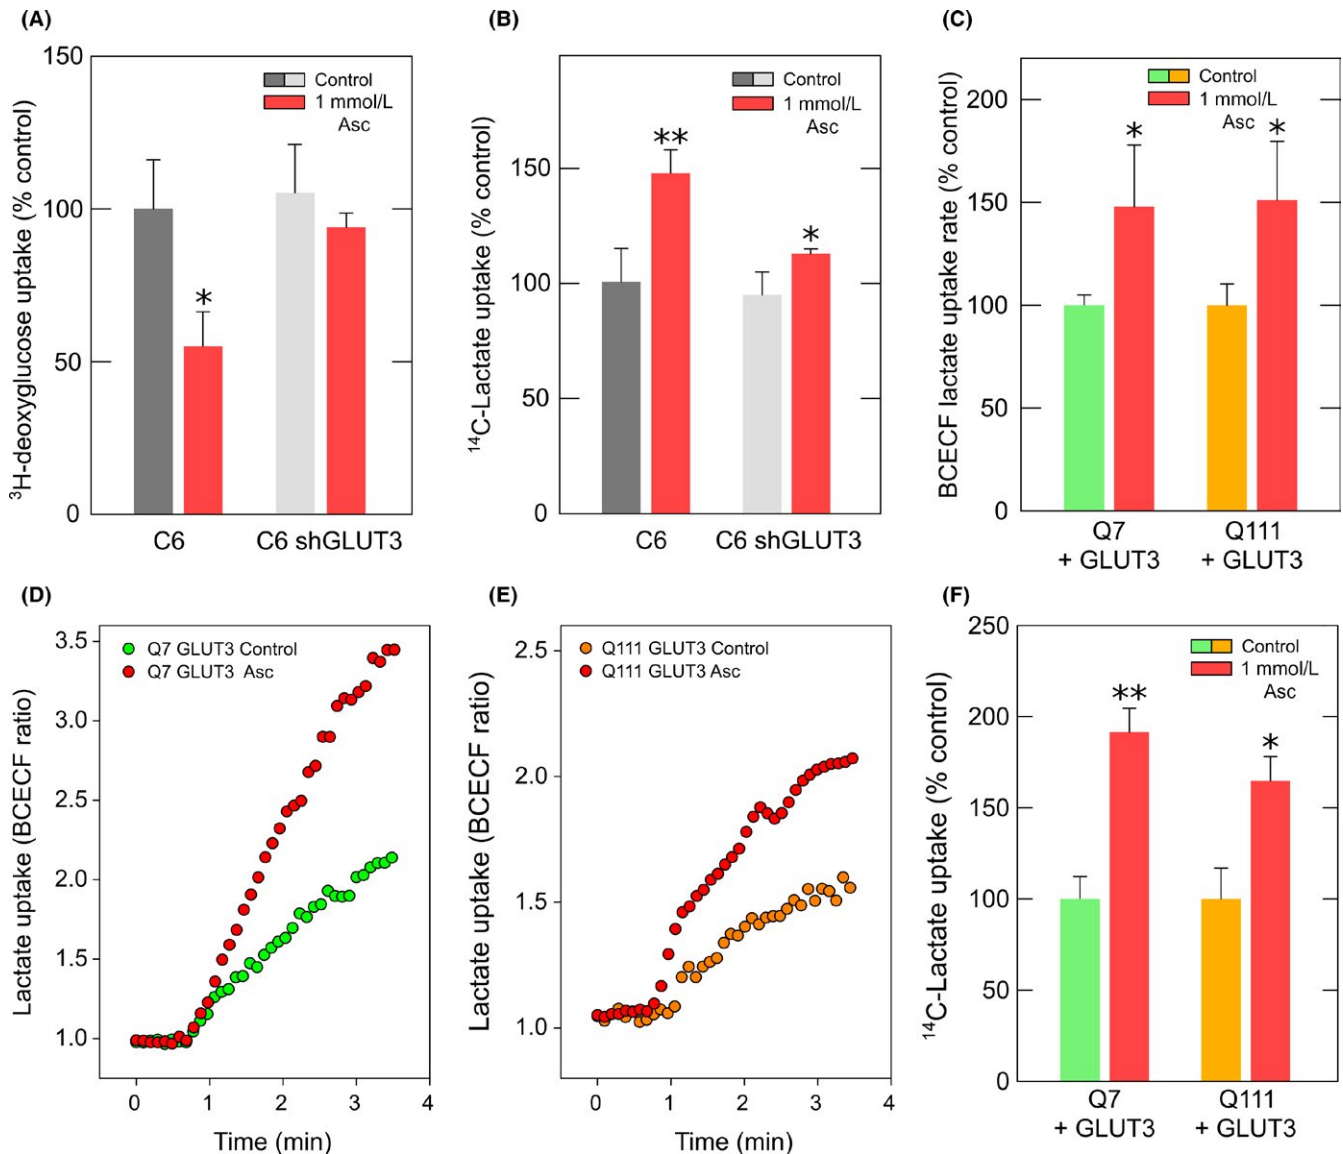 (A)
³H-deoxyglucose uptake (% control)
150
100
50
0
Control
1 mmol/L
Asc
*
C6
C6 shGLUT3
(B)
¹⁴C-Lactate uptake (% control)
150
100
50
0
Control
1 mmol/L
Asc
**
*
C6
C6 shGLUT3
(C)
BCECF lactate uptake rate (% control)
200
150
100
50
0
Control
1 mmol/L
Asc
*
*
Q7
+ GLUT3
Q111
+ GLUT3
(D)
Lactate uptake (BCECF ratio)
3.5
3.0
2.5
2.0
1.5
1.0
Q7 GLUT3 Control
Q7 GLUT3 Asc
0 1 2 3 4
Time (min)
(E)
Lactate uptake (BCECF ratio)
2.5
2.0
1.5
1.0
Q111 GLUT3 Control
Q111 GLUT3 Asc
0 1 2 3 4
Time (min)
(F)
¹⁴C-Lactate uptake (% control)
250
200
150
100
50
0
Control
1 mmol/L
Asc
**
*
Q7
+ GLUT3
Q111
+ GLUT3